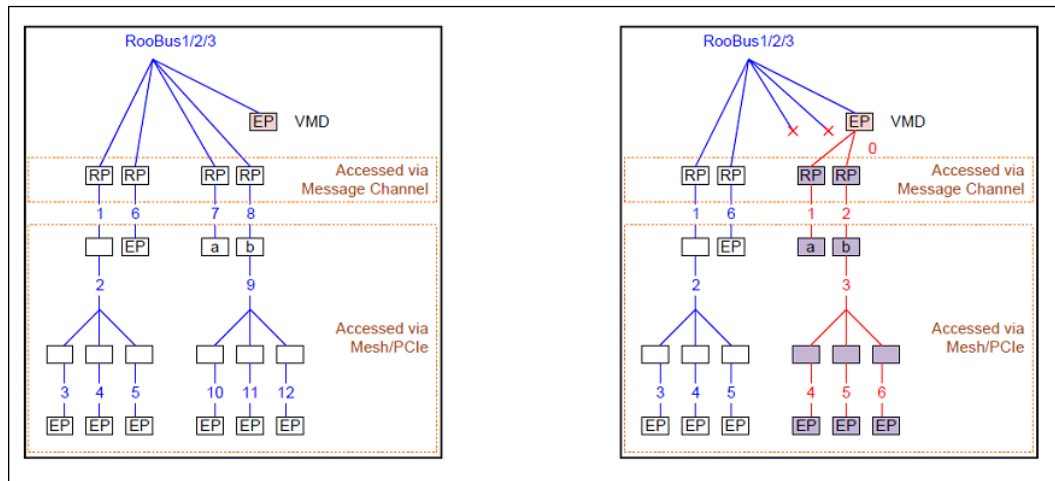 RooBus1/2/3
EP VMD
RP RP RP RP
Accessed via
Message Channel
1 6 7 8
EP a b
2 9
Accessed via
Mesh/PCIe
3 4 5 10 11 12
EP EP EP EP EP EP
RooBus1/2/3
EP VMD
0
RP RP RP RP
Accessed via
Message Channel
1 6 1 2
EP a b
2 3
Accessed via
Mesh/PCIe
3 4 5 4 5 6
EP EP EP EP EP EP